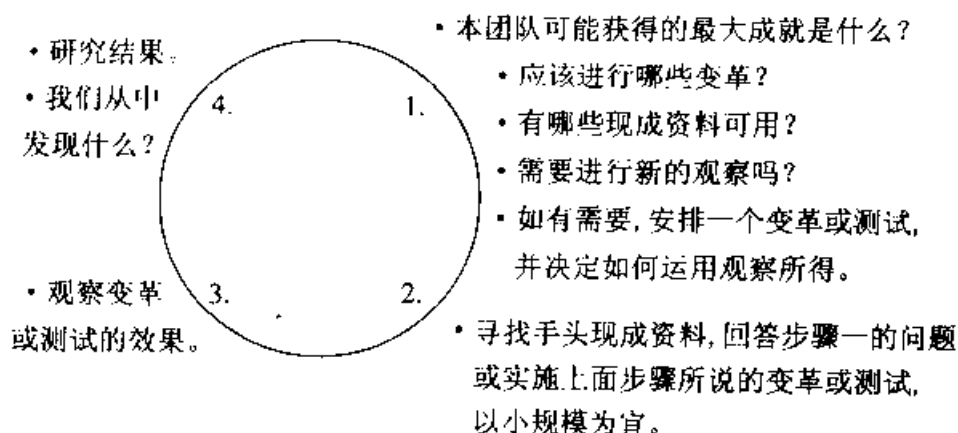 • 本团队可能获得的最大成就是什么？
• 应该进行哪些变革？
• 有哪些现成资料可用？
• 需要进行新的观察吗？
• 如有需要，安排一个变革或测试，
并决定如何运用观察所得。
1.
2.
• 寻找手头现成资料，回答步骤一的问题
或实施上面步骤所说的变革或测试，
以小规模为宜。
3.
• 观察变革
或测试的效果。
4.
• 研究结果。
• 我们从中
发现什么？